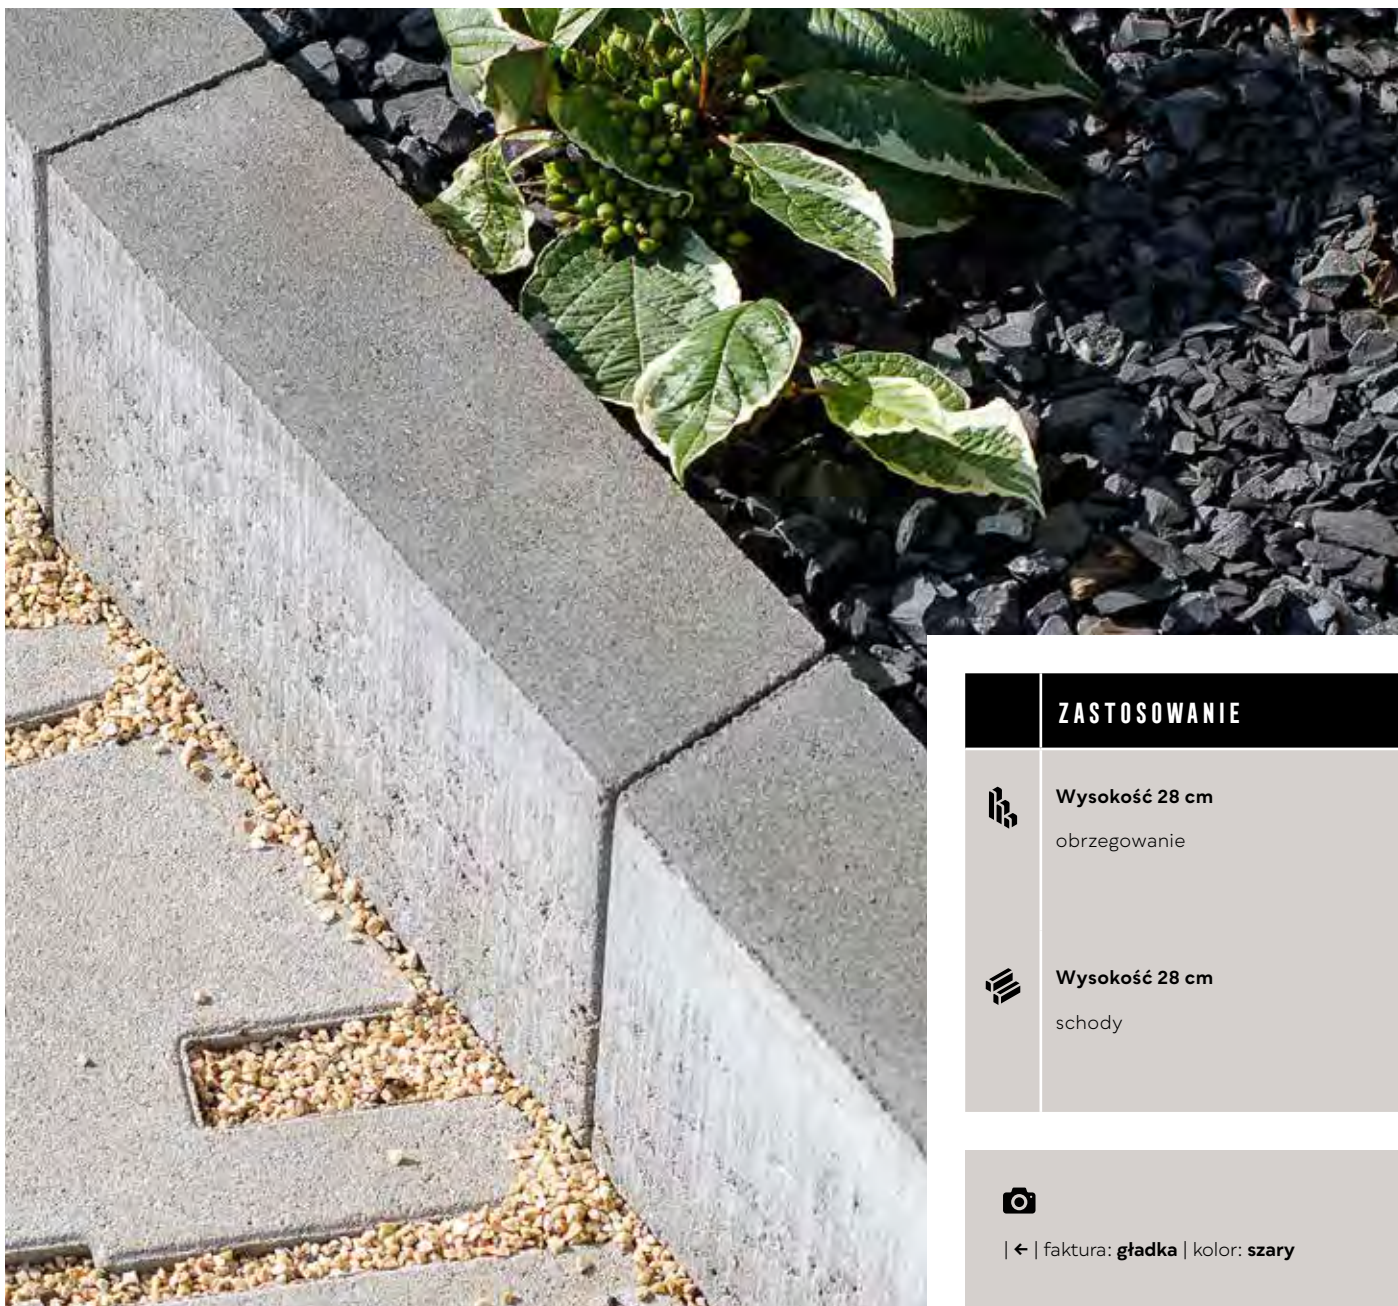 ZASTOSOWANIE
Wysokość 28 cm
obrzegowanie
Wysokość 28 cm
schody
| ← | faktura: gładka | kolor: szary